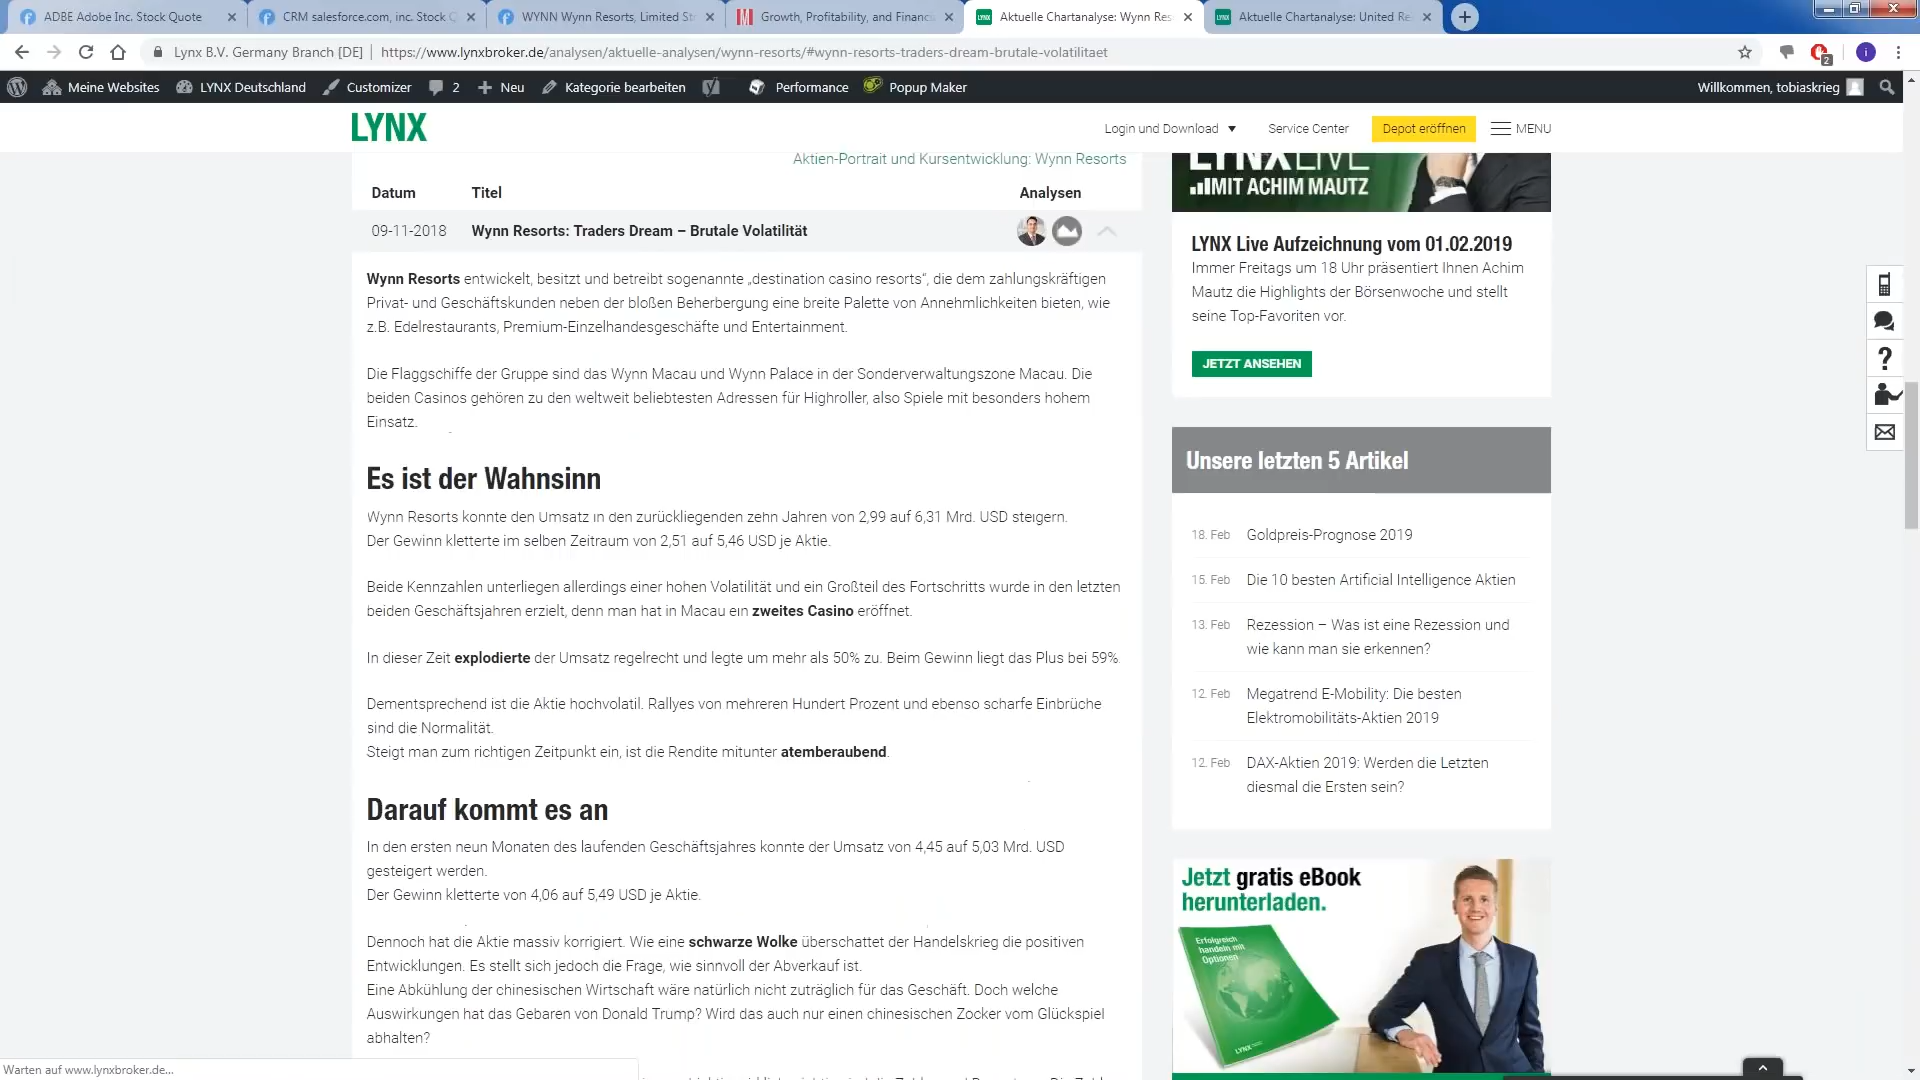 ADBE Adobe Inc. Stock Quote
CRM salesforce.com, inc. Stock Q
WYNN Wynn Resorts, Limited St
Growth, Profitability, and Financi
Aktuelle Chartanalyse: Wynn Res
Aktuelle Chartanalyse: United Re
Lynx B.V. Germany Branch [DE]
https://www.lynxbroker.de/analysen/aktuelle-analysen/wynn-resorts/#wynn-resorts-traders-dream-brutale-volatilitaet
2
i
Meine Websites
LYNX Deutschland
Customizer
2
Neu
Kategorie bearbeiten
Performance
Popup Maker
Willkommen, tobiaskrieg
LYNX
Login und Download
Service Center
Depot eröffnen
MENU
Aktien-Portrait und Kursentwicklung: Wynn Resorts
Datum Titel Analysen
09-11-2018 Wynn Resorts: Traders Dream – Brutale Volatilität
Wynn Resorts entwickelt, besitzt und betreibt sogenannte „destination casino resorts“, die dem zahlungskräftigen
Privat- und Geschäftskunden neben der bloßen Beherbergung eine breite Palette von Annehmlichkeiten bieten, wie
z.B. Edelrestaurants, Premium-Einzelhandesgeschäfte und Entertainment.
Die Flaggschiffe der Gruppe sind das Wynn Macau und Wynn Palace in der Sonderverwaltungszone Macau. Die
beiden Casinos gehören zu den weltweit beliebtesten Adressen für Highroller, also Spiele mit besonders hohem
Einsatz.
Es ist der Wahnsinn
Wynn Resorts konnte den Umsatz in den zurückliegenden zehn Jahren von 2,99 auf 6,31 Mrd. USD steigern.
Der Gewinn kletterte im selben Zeitraum von 2,51 auf 5,46 USD je Aktie.
Beide Kennzahlen unterliegen allerdings einer hohen Volatilität und ein Großteil des Fortschritts wurde in den letzten
beiden Geschäftsjahren erzielt, denn man hat in Macau ein zweites Casino eröffnet.
In dieser Zeit explodierte der Umsatz regelrecht und legte um mehr als 50% zu. Beim Gewinn liegt das Plus bei 59%.
Dementsprechend ist die Aktie hochvolatil. Rallyes von mehreren Hundert Prozent und ebenso scharfe Einbrüche
sind die Normalität.
Steigt man zum richtigen Zeitpunkt ein, ist die Rendite mitunter atemberaubend.
Darauf kommt es an
In den ersten neun Monaten des laufenden Geschäftsjahres konnte der Umsatz von 4,45 auf 5,03 Mrd. USD
gesteigert werden.
Der Gewinn kletterte von 4,06 auf 5,49 USD je Aktie.
Dennoch hat die Aktie massiv korrigiert. Wie eine schwarze Wolke überschattet der Handelskrieg die positiven
Entwicklungen. Es stellt sich jedoch die Frage, wie sinnvoll der Abverkauf ist.
Eine Abkühlung der chinesischen Wirtschaft wäre natürlich nicht zuträglich für das Geschäft. Doch welche
Auswirkungen hat das Gebaren von Donald Trump? Wird das auch nur einen chinesischen Zocker vom Glückspiel
abhalten?
Warten auf www.lynxbroker.de...
LYNX LIVE
MIT ACHIM MAUTZ
LYNX Live Aufzeichnung vom 01.02.2019
Immer Freitags um 18 Uhr präsentiert Ihnen Achim
Mautz die Highlights der Börsenwoche und stellt
seine Top-Favoriten vor.
JETZT ANSEHEN
Unsere letzten 5 Artikel
18. Feb Goldpreis-Prognose 2019
15. Feb Die 10 besten Artificial Intelligence Aktien
13. Feb Rezession – Was ist eine Rezession und
wie kann man sie erkennen?
12. Feb Megatrend E-Mobility: Die besten
Elektromobilitäts-Aktien 2019
12. Feb DAX-Aktien 2019: Werden die Letzten
diesmal die Ersten sein?
Jetzt gratis eBook
herunterladen.
Erfolgreich
handeln mit
Optionen
LYNX